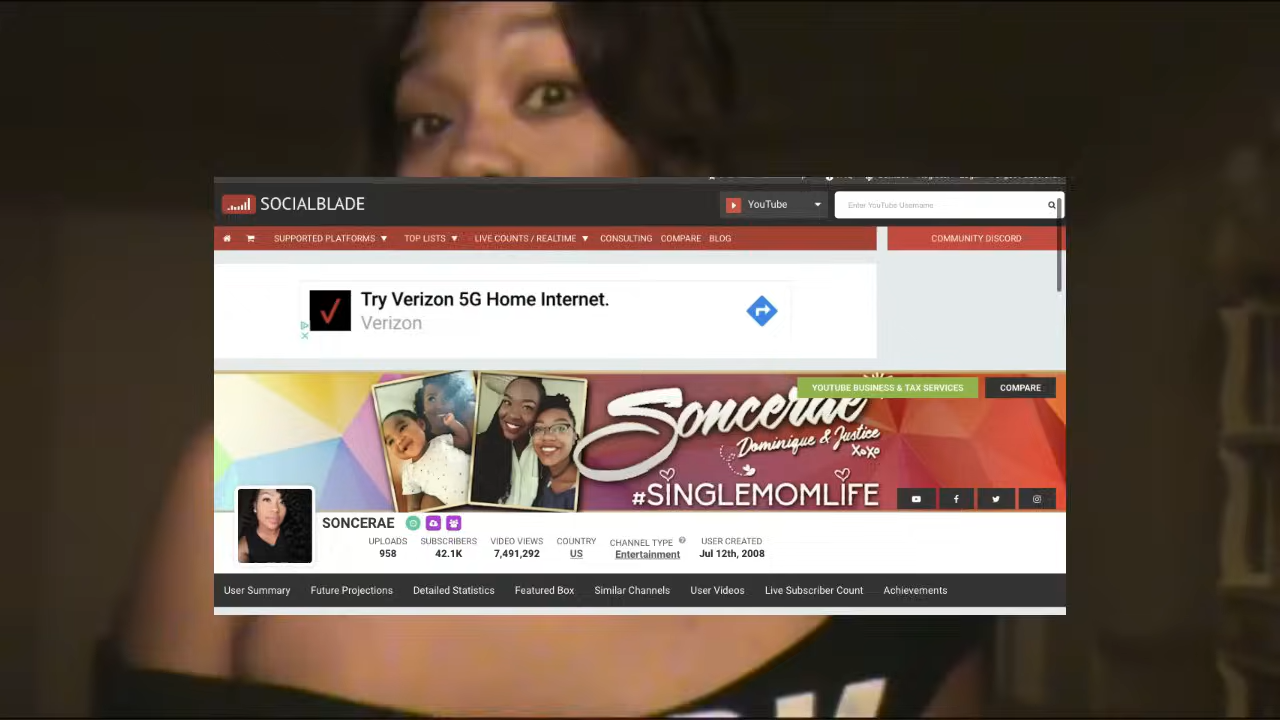 SOCIALBLADE
YouTube
Enter YouTube Username
SUPPORTED PLATFORMS TOP LISTS LIVE COUNTS / REALTIME CONSULTING COMPARE BLOG
COMMUNITY DISCORD
Try Verizon 5G Home Internet.
Verizon
YOUTUBE BUSINESS & TAX SERVICES COMPARE
Soncerae
Dominique & Justice
XoXo
#SINGLEMOMLIFE
SONCERAE
UPLOADS SUBSCRIBERS VIDEO VIEWS COUNTRY CHANNEL TYPE USER CREATED
958 42.1K 7,491,292 US Entertainment Jul 12th, 2008
User Summary Future Projections Detailed Statistics Featured Box Similar Channels User Videos Live Subscriber Count Achievements